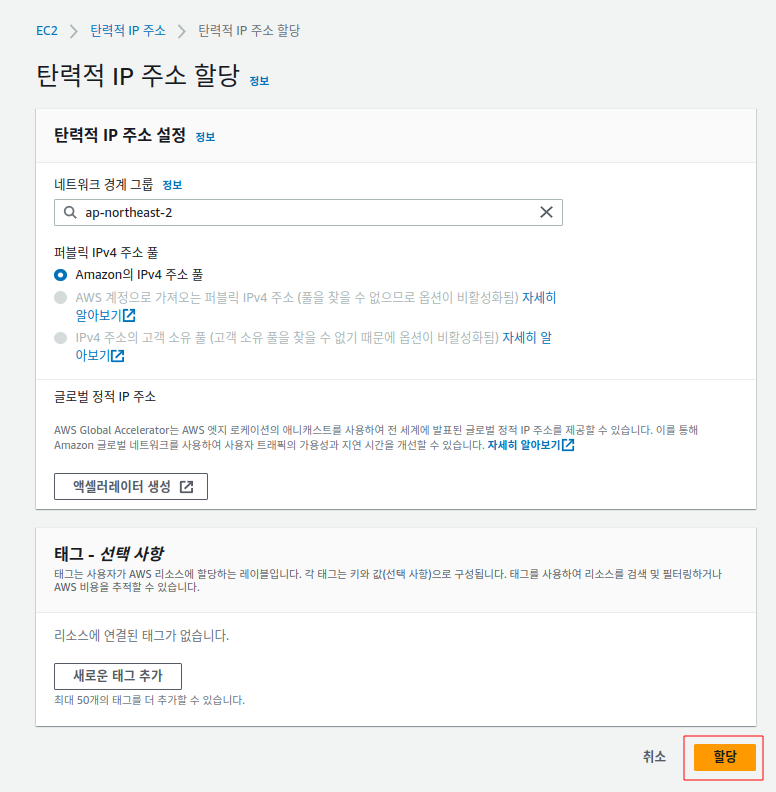 EC2 > 탄력적 IP 주소 > 탄력적 IP 주소 할당
탄력적 IP 주소 할당 정보
탄력적 IP 주소 설정 정보
네트워크 경계 그룹 정보
ap-northeast-2
퍼블릭 IPv4 주소 풀
Amazon의 IPv4 주소 풀
AWS 계정으로 가져오는 퍼블릭 IPv4 주소 (풀을 찾을 수 없으므로 옵션이 비활성화됨) 자세히
알아보기
IPv4 주소의 고객 소유 풀 (고객 소유 풀을 찾을 수 없기 때문에 옵션이 비활성화됨) 자세히 알
아보기
글로벌 정적 IP 주소
AWS Global Accelerator는 AWS 엣지 로케이션의 애니캐스트를 사용하여 전 세계에 발표된 글로벌 정적 IP 주소를 제공할 수 있습니다. 이를 통해
Amazon 글로벌 네트워크를 사용하여 사용자 트래픽의 가용성과 지연 시간을 개선할 수 있습니다. 자세히 알아보기
액셀러레이터 생성
태그 - 선택 사항
태그는 사용자가 AWS 리소스에 할당하는 레이블입니다. 각 태그는 키와 값(선택 사항)으로 구성됩니다. 태그를 사용하여 리소스를 검색 및 필터링하거나
AWS 비용을 추적할 수 있습니다.
리소스에 연결된 태그가 없습니다.
새로운 태그 추가
최대 50개의 태그를 더 추가할 수 있습니다.
취소 할당